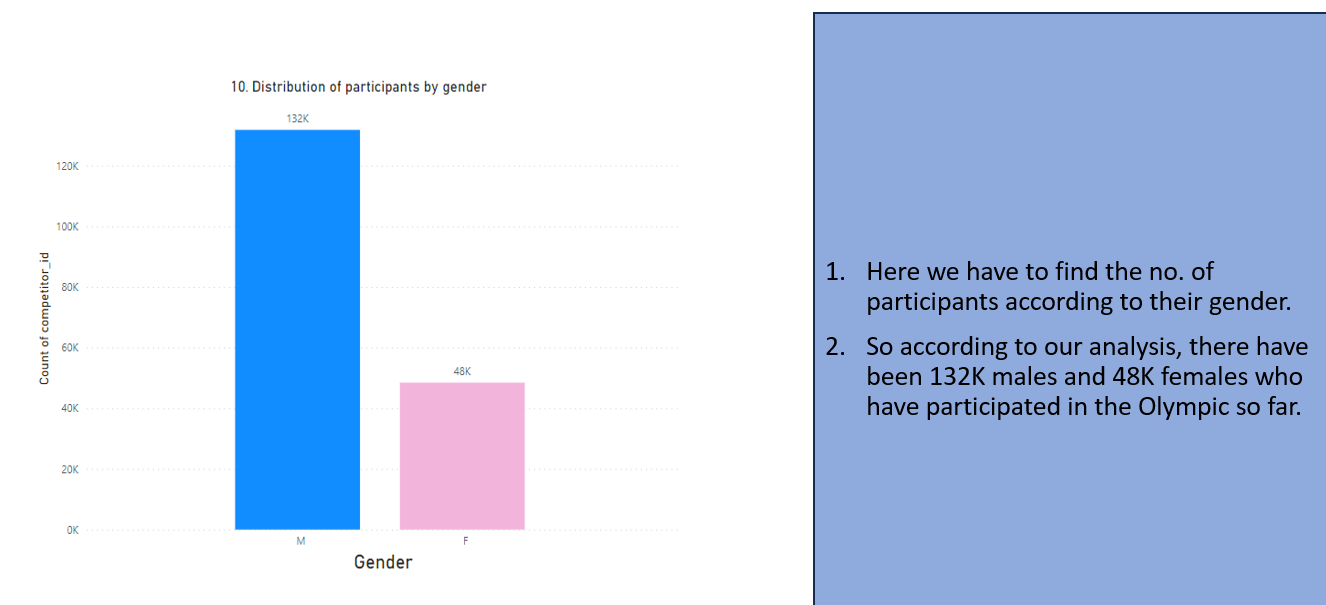 10. Distribution of participants by gender
132K
120K
100K
80K
60K
48K
40K
20K
0K
Count of competitor_id
M
F
Gender
1. Here we have to find the no. of
participants according to their gender.
2. So according to our analysis, there have
been 132K males and 48K females who
have participated in the Olympic so far.